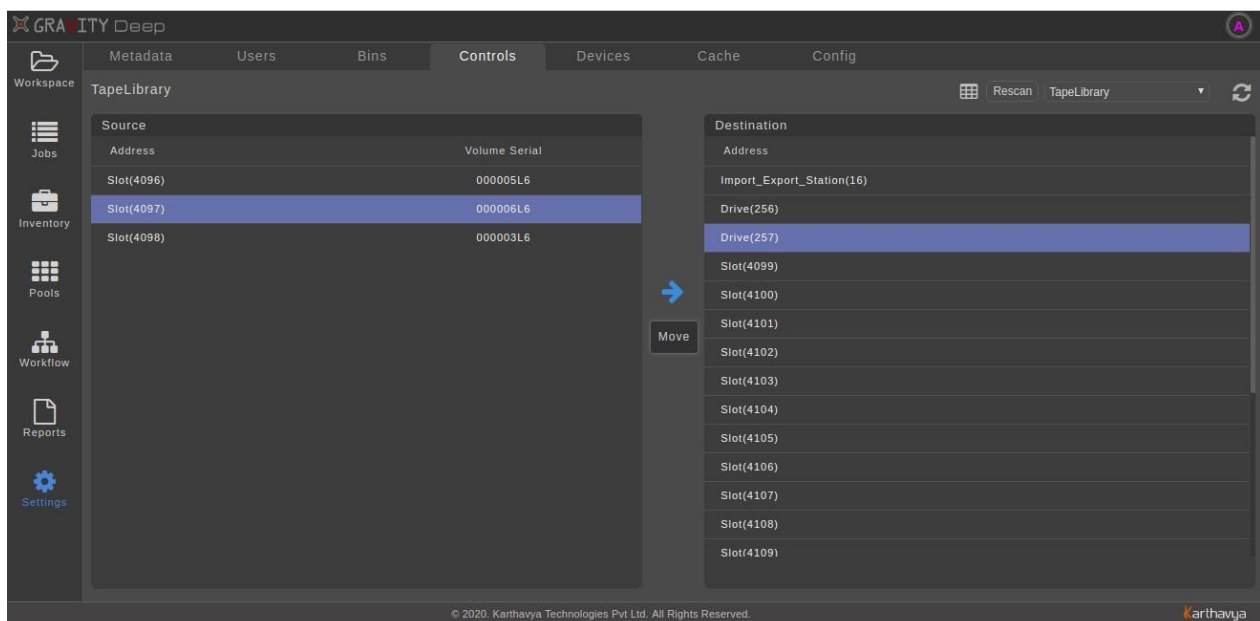 GRAVITY Deep
A
Metadata Users Bins Controls Devices Cache Config
Workspace
Jobs
Inventory
Pools
Workflow
Reports
Settings
TapeLibrary
Rescan TapeLibrary
Source
Address Volume Serial
Slot(4096) 000005L6
Slot(4097) 000006L6
Slot(4098) 000003L6
Move
Destination
Address
Import_Export_Station(16)
Drive(256)
Drive(257)
Slot(4099)
Slot(4100)
Slot(4101)
Slot(4102)
Slot(4103)
Slot(4104)
Slot(4105)
Slot(4106)
Slot(4107)
Slot(4108)
Slot(4109)
© 2020. Karthavya Technologies Pvt Ltd. All Rights Reserved.
Karthavya